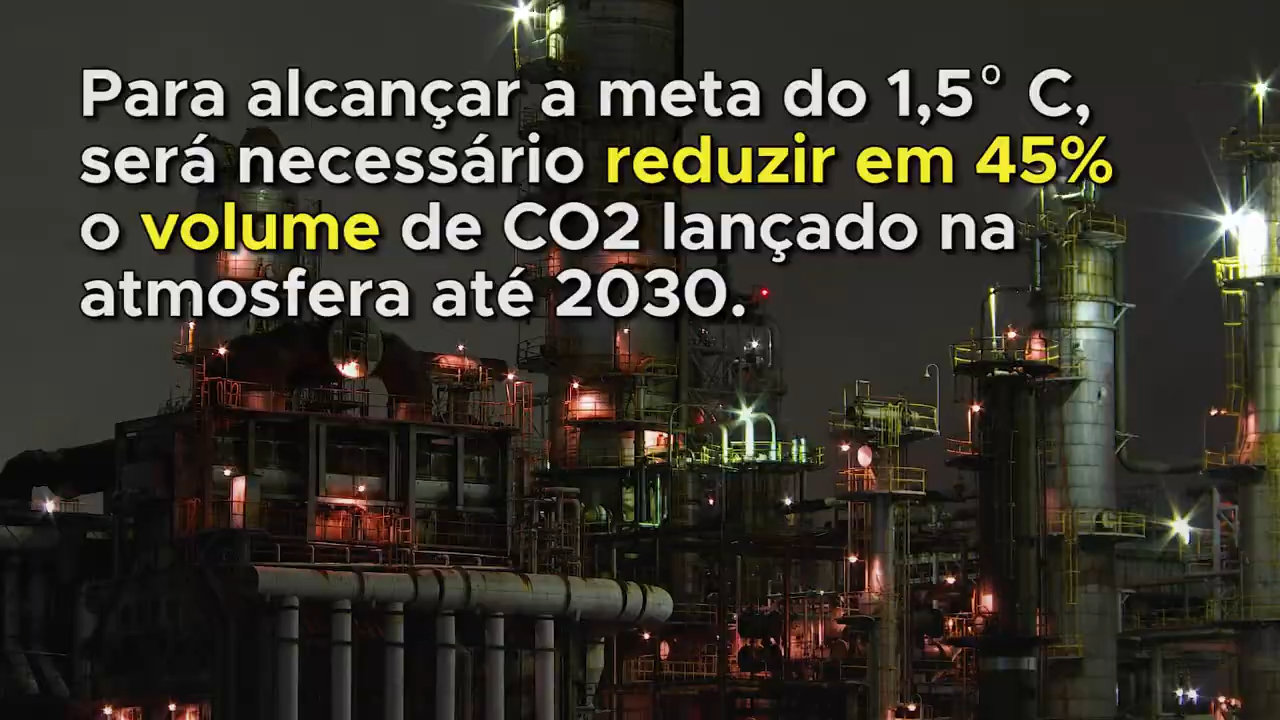 Para alcançar a meta do 1,5° C,
será necessário reduzir em 45%
o volume de CO2 lançado na
atmosfera até 2030.